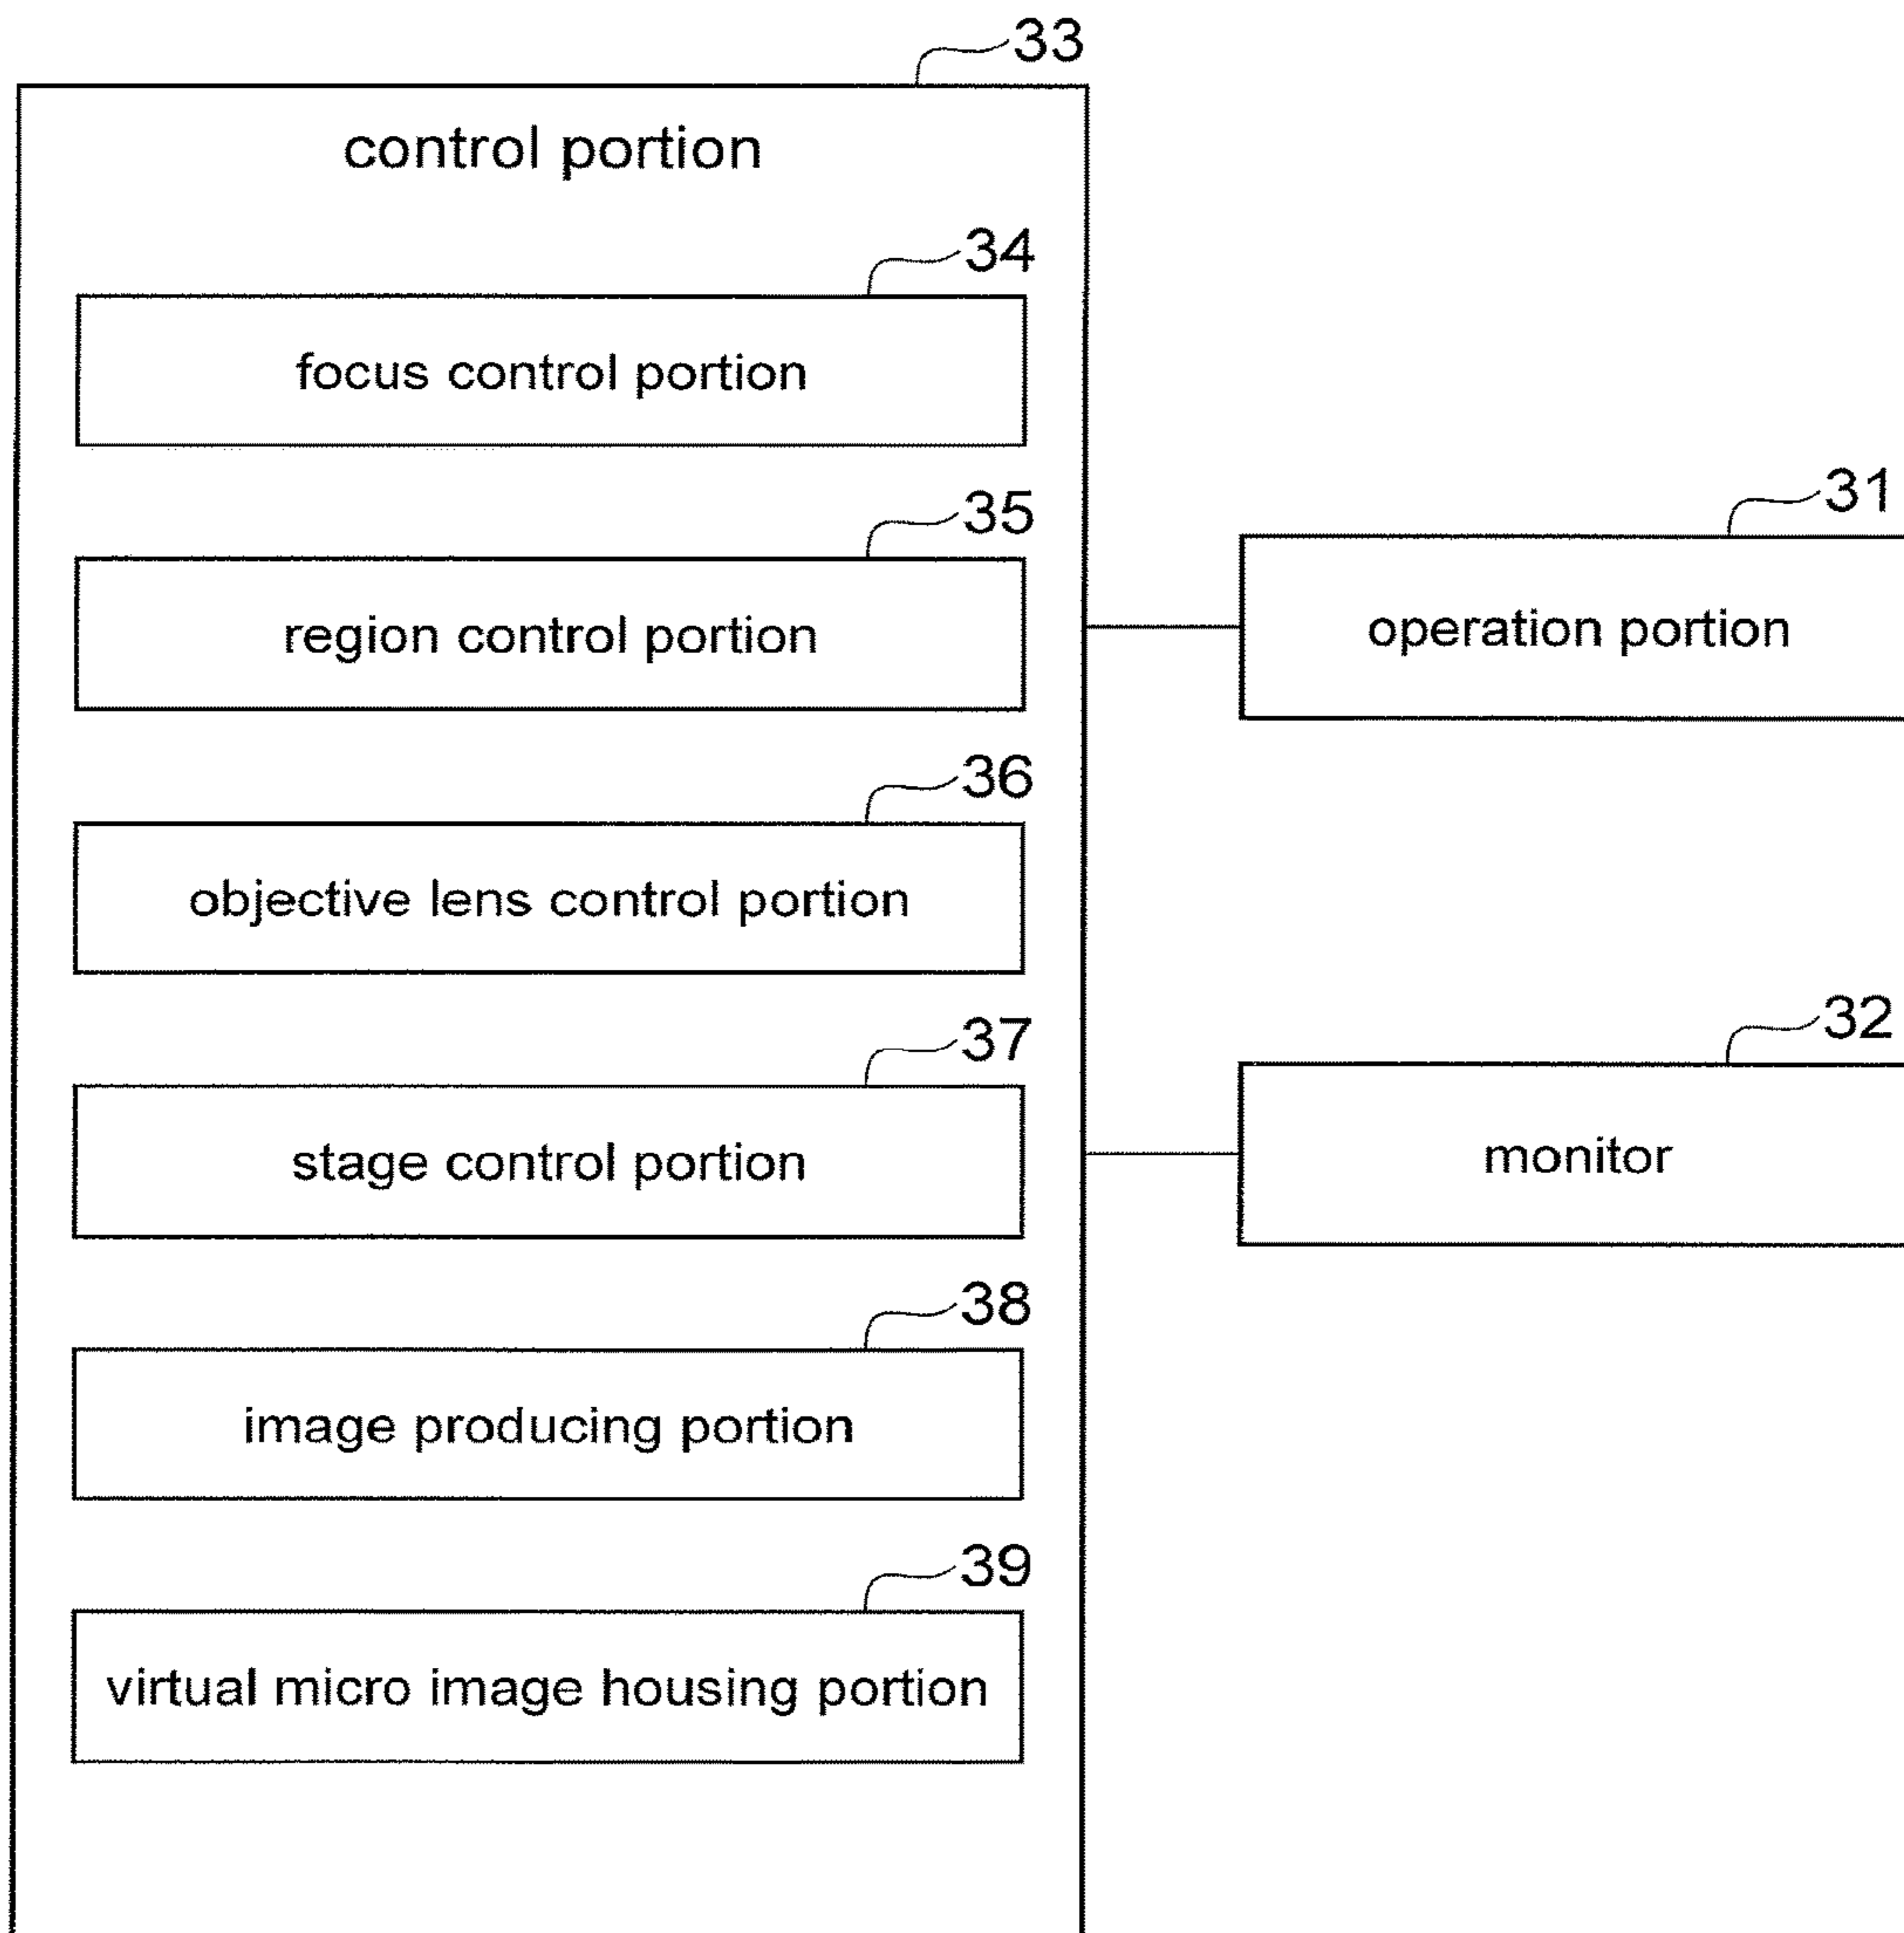 33
control portion
34
focus control portion
35
region control portion
36
objective lens control portion
37
stage control portion
38
image producing portion
39
virtual micro image housing portion
31
operation portion
32
monitor